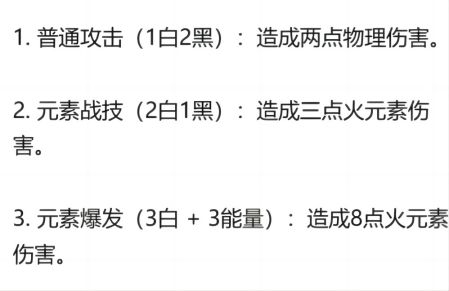 1. 普通攻击（1白2黑）：造成两点物理伤害。
2. 元素战技（2白1黑）：造成三点火元素伤
害。
3. 元素爆发（3白 + 3能量）：造成8点火元素
伤害。